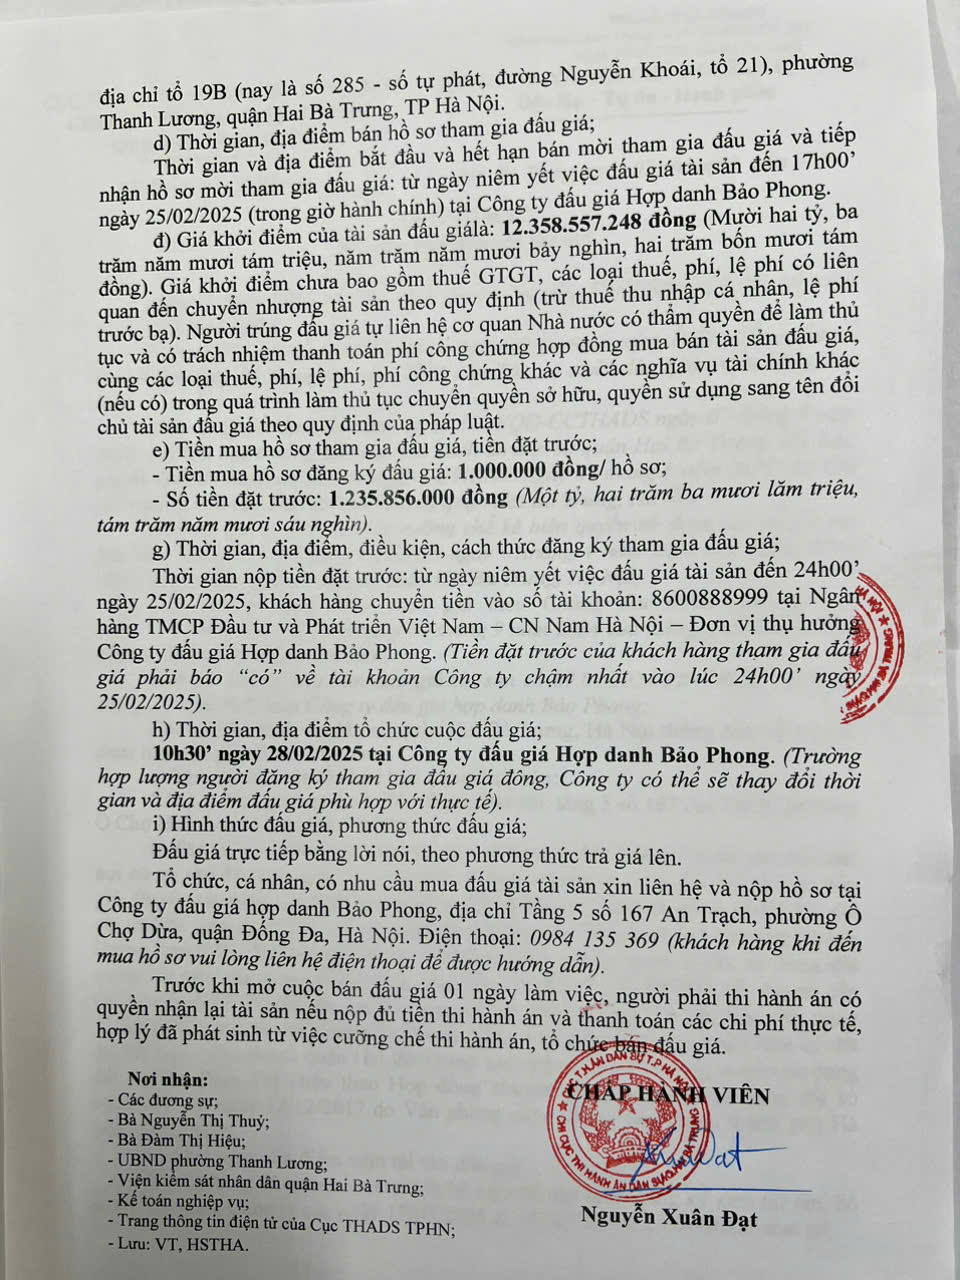 địa chỉ tổ 19B (nay là số 285 - số tự phát, đường Nguyễn Khoái, tổ 21), phường
Thanh Lương, quận Hai Bà Trưng, TP Hà Nội.
d) Thời gian, địa điểm bán hồ sơ tham gia đấu giá;
Thời gian và địa điểm bắt đầu và hết hạn bán mời tham gia đấu giá và tiếp
nhận hồ sơ mời tham gia đấu giá: từ ngày niêm yết việc đấu giá tài sản đến 17h00’
ngày 25/02/2025 (trong giờ hành chính) tại Công ty đấu giá Hợp danh Bảo Phong.
đ) Giá khởi điểm của tài sản đấu giálà: 12.358.557.248 đồng (Mười hai tỷ, ba
trăm năm mươi tám triệu, năm trăm năm mươi bảy nghìn, hai trăm bốn mươi tám
đồng). Giá khởi điểm chưa bao gồm thuế GTGT, các loại thuế, phí, lệ phí có liên
quan đến chuyển nhượng tài sản theo quy định (trừ thuế thu nhập cá nhân, lệ phí
trước bạ). Người trúng đấu giá tự liên hệ cơ quan Nhà nước có thẩm quyền để làm thủ
tục và có trách nhiệm thanh toán phí công chứng hợp đồng mua bán tài sản đấu giá,
cùng các loại thuế, phí, lệ phí, phí công chứng khác và các nghĩa vụ tài chính khác
(nếu có) trong quá trình làm thủ tục chuyển quyền sở hữu, quyền sử dụng sang tên đổi
chủ tài sản đấu giá theo quy định của pháp luật.
e) Tiền mua hồ sơ tham gia đấu giá, tiền đặt trước;
- Tiền mua hồ sơ đăng ký đấu giá: 1.000.000 đồng/ hồ sơ;
- Số tiền đặt trước: 1.235.856.000 đồng (Một tỷ, hai trăm ba mươi lăm triệu,
tám trăm năm mươi sáu nghìn).
g) Thời gian, địa điểm, điều kiện, cách thức đăng ký tham gia đấu giá;
Thời gian nộp tiền đặt trước: từ ngày niêm yết việc đấu giá tài sản đến 24h00’
ngày 25/02/2025, khách hàng chuyển tiền vào số tài khoản: 8600888999 tại Ngân
hàng TMCP Đầu tư và Phát triển Việt Nam – CN Nam Hà Nội – Đơn vị thụ hưởng
Công ty đấu giá Hợp danh Bảo Phong. (Tiền đặt trước của khách hàng tham gia đấu
giá phải báo “có” về tài khoản Công ty chậm nhất vào lúc 24h00’ ngày
25/02/2025).
h) Thời gian, địa điểm tổ chức cuộc đấu giá;
10h30’ ngày 28/02/2025 tại Công ty đấu giá Hợp danh Bảo Phong. (Trường
hợp lượng người đăng ký tham gia đấu giá đông, Công ty có thể sẽ thay đổi thời
gian và địa điểm đấu giá phù hợp với thực tế).
i) Hình thức đấu giá, phương thức đấu giá;
Đấu giá trực tiếp bằng lời nói, theo phương thức trả giá lên.
Tổ chức, cá nhân, có nhu cầu mua đấu giá tài sản xin liên hệ và nộp hồ sơ tại
Công ty đấu giá hợp danh Bảo Phong, địa chỉ Tầng 5 số 167 An Trạch, phường Ô
Chợ Dừa, quận Đống Đa, Hà Nội. Điện thoại: 0984 135 369 (khách hàng khi đến
mua hồ sơ vui lòng liên hệ điện thoại để được hướng dẫn).
Trước khi mở cuộc bán đấu giá 01 ngày làm việc, người phải thi hành án có
quyền nhận lại tài sản nếu nộp đủ tiền thi hành án và thanh toán các chi phí thực tế,
hợp lý đã phát sinh từ việc cưỡng chế thi hành án, tổ chức bán đấu giá.
Nơi nhận:
- Các đương sự;
- Bà Nguyễn Thị Thuỷ;
- Bà Đàm Thị Hiệu;
- UBND phường Thanh Lương;
- Viện kiểm sát nhân dân quận Hai Bà Trưng;
- Kế toán nghiệp vụ;
- Trang thông tin điện tử của Cục THADS TPHN;
- Lưu: VT, HSTHA.
CHẤP HÀNH VIÊN
CỤC T.H.ÁN DÂN SỰ T.P HÀ NỘI
CHI CỤC THI HÀNH ÁN DÂN SỰ Q.HAI BÀ TRƯNG
Nguyễn Xuân Đạt